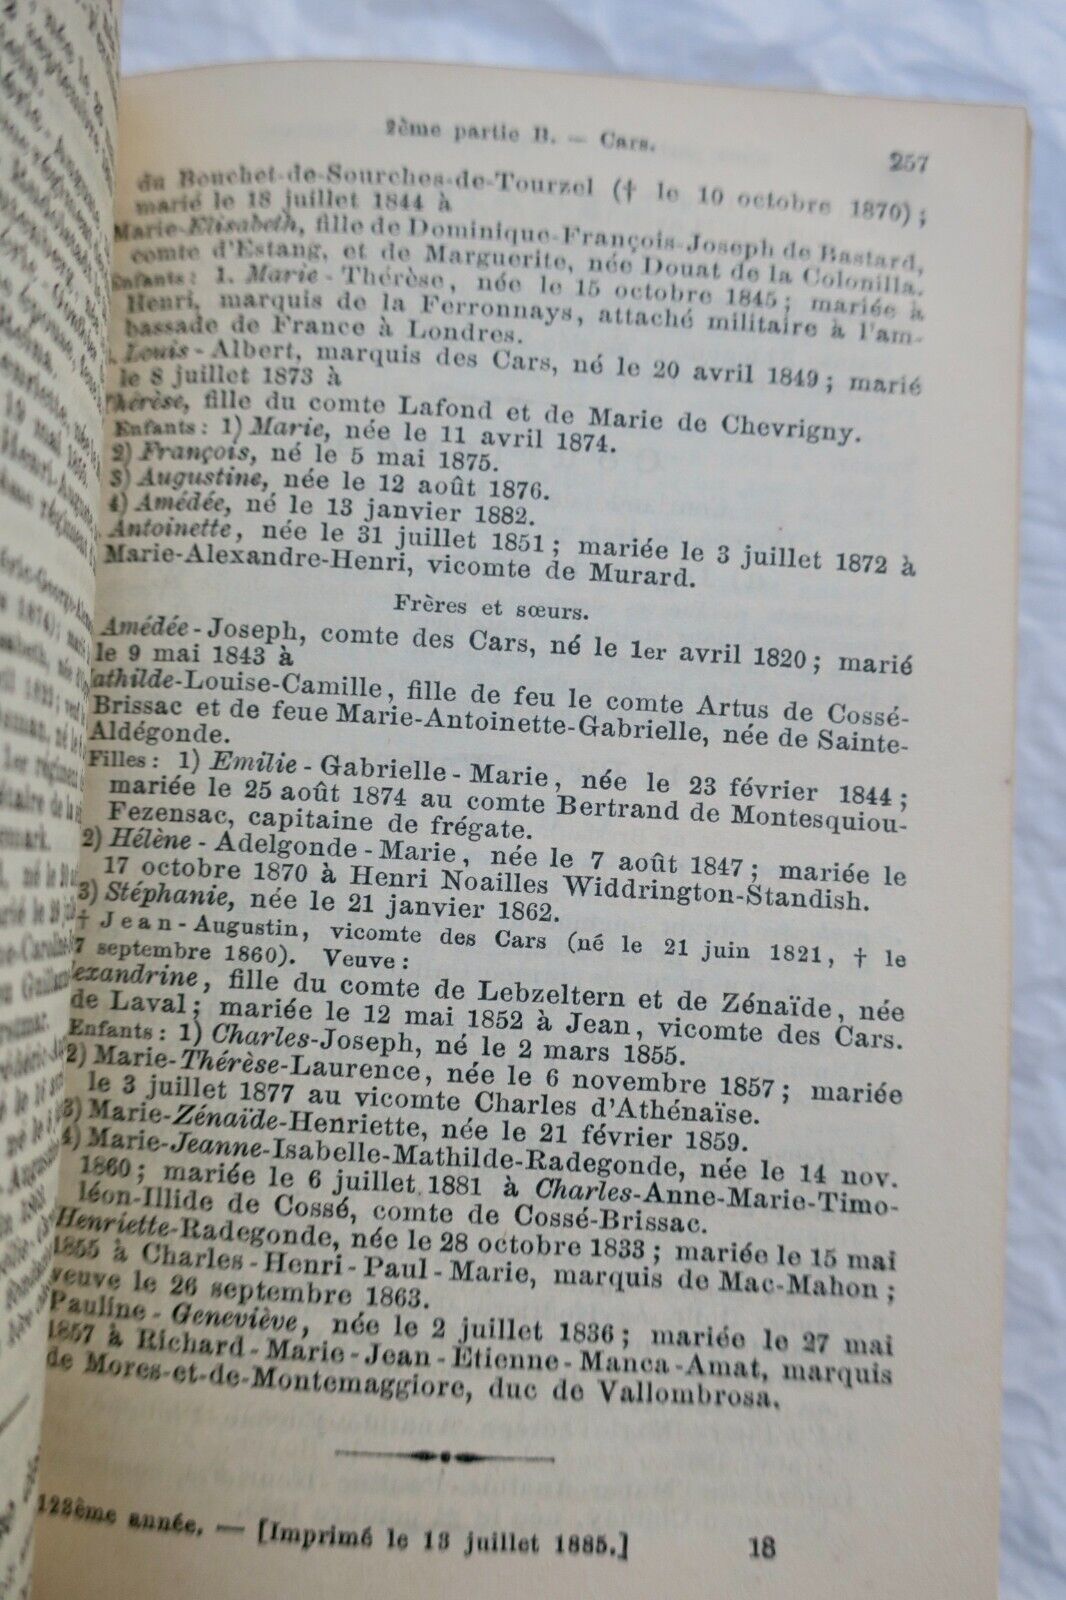 2ème partie B. — Cars.
257
du Bouchet-de-Sourches-de-Tourzel († le 10 octobre 1870);
marié le 18 juillet 1844 à
Marie-Elisabeth, fille de Dominique-François-Joseph de Bastard,
comte d'Estang, et de Marguerite, née Douat de la Colonilla.
Enfants: 1. Marie-Thérèse, née le 15 octobre 1845; mariée à
Henri, marquis de la Ferronnays, attaché militaire à l'am-
bassade de France à Londres.
Louis-Albert, marquis des Cars, né le 20 avril 1849; marié
le 8 juillet 1873 à
Thérèse, fille du comte Lafond et de Marie de Chevrigny.
Enfants: 1) Marie, née le 11 avril 1874.
2) François, né le 5 mai 1875.
3) Augustine, née le 12 août 1876.
4) Amédée, né le 13 janvier 1882.
Antoinette, née le 31 juillet 1851; mariée le 3 juillet 1872 à
Marie-Alexandre-Henri, vicomte de Murard.
Frères et sœurs.
Amédée-Joseph, comte des Cars, né le 1er avril 1820; marié
le 9 mai 1843 à
athilde-Louise-Camille, fille de feu le comte Artus de Cossé-
Brissac et de feue Marie-Antoinette-Gabrielle, née de Sainte-
Aldégonde.
Filles: 1) Emilie-Gabrielle-Marie, née le 23 février 1844;
mariée le 25 août 1874 au comte Bertrand de Montesquiou-
Fezensac, capitaine de frégate.
2) Hélène-Adelgonde-Marie, née le 7 août 1847; mariée le
17 octobre 1870 à Henri Noailles Widdrington-Standish.
3) Stéphanie, née le 21 janvier 1862.
† Jean-Augustin, vicomte des Cars (né le 21 juin 1821, † le
7 septembre 1860). Veuve:
exandrine, fille du comte de Lebzeltern et de Zénaïde, née
de Laval; mariée le 12 mai 1852 à Jean, vicomte des Cars.
Enfants: 1) Charles-Joseph, né le 2 mars 1855.
2) Marie-Thérèse-Laurence, née le 6 novembre 1857; mariée
le 3 juillet 1877 au vicomte Charles d'Athénaïse.
3) Marie-Zénaïde-Henriette, née le 21 février 1859.
4) Marie-Jeanne-Isabelle-Mathilde-Radegonde, née le 14 nov.
1860; mariée le 6 juillet 1881 à Charles-Anne-Marie-Timo-
léon-Illide de Cossé, comte de Cossé-Brissac.
Henriette-Radegonde, née le 28 octobre 1833; mariée le 15 mai
1855 à Charles-Henri-Paul-Marie, marquis de Mac-Mahon;
veuve le 26 septembre 1863.
Pauline-Geneviève, née le 2 juillet 1836; mariée le 27 mai
1857 à Richard-Marie-Jean-Etienne-Manca-Amat, marquis
de Mores-et-de-Montemaggiore, duc de Vallombrosa.
123ème année. — [Imprimé le 13 juillet 1885.]
18